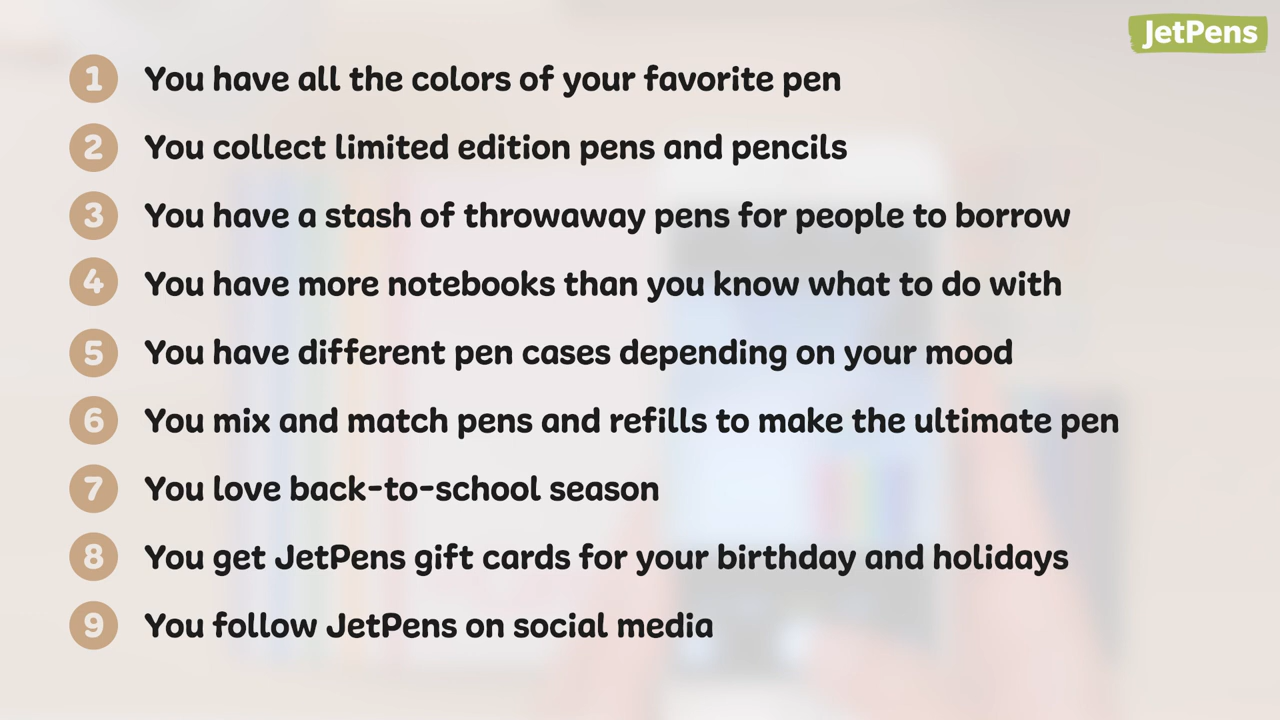 JetPens
1 You have all the colors of your favorite pen
2 You collect limited edition pens and pencils
3 You have a stash of throwaway pens for people to borrow
4 You have more notebooks than you know what to do with
5 You have different pen cases depending on your mood
6 You mix and match pens and refills to make the ultimate pen
7 You love back-to-school season
8 You get JetPens gift cards for your birthday and holidays
9 You follow JetPens on social media